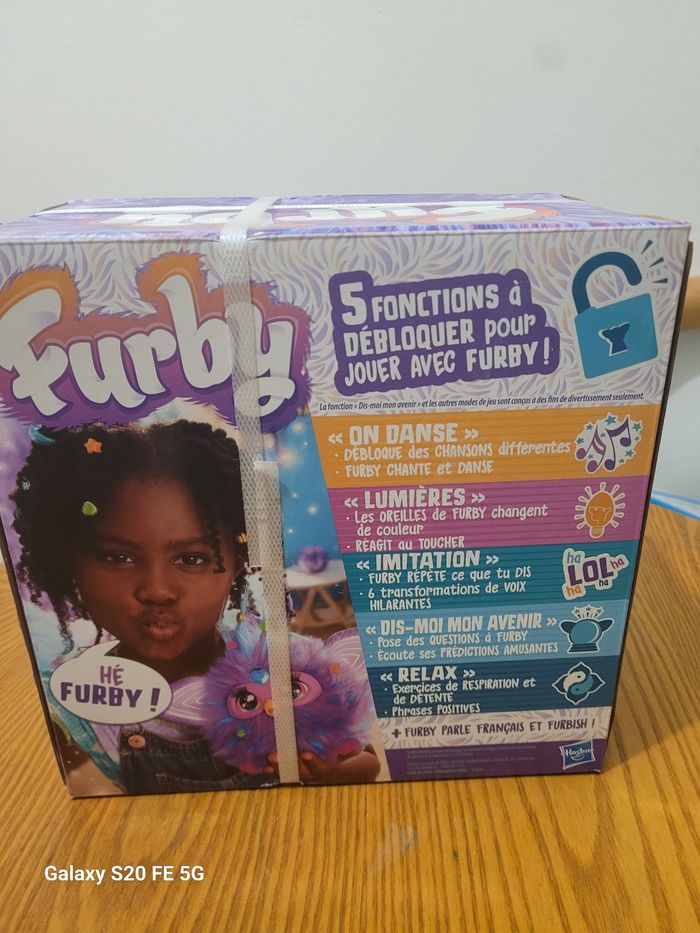 Furby
Furby
5 FONCTIONS à
DÉBLOQUER pour
JOUER AVEC FURBY !
La fonction « Dis-moi mon avenir » et les autres modes de jeu sont conçus à des fins de divertissement seulement.
« ON DANSE »
· DÉBLOQUE des CHANSONS différentes
· FURBY CHANTE et DANSE
« LUMIÈRES »
· Les OREILLES de FURBY changent
de couleur
· RÉAGIT au TOUCHER
« IMITATION »
· FURBY RÉPÈTE ce que tu DIS
· 6 transformations de VOIX
HILARANTES
ha
LOL
ha
ha
ha
« DIS-MOI MON AVENIR »
· Pose des QUESTIONS à FURBY
· Écoute ses PRÉDICTIONS AMUSANTES
« RELAX »
· Exercices de RESPIRATION et
de DÉTENTE
· Phrases POSITIVES
HÉ
FURBY !
+ FURBY PARLE FRANÇAIS ET FURBISH !
Hasbro
Galaxy S20 FE 5G